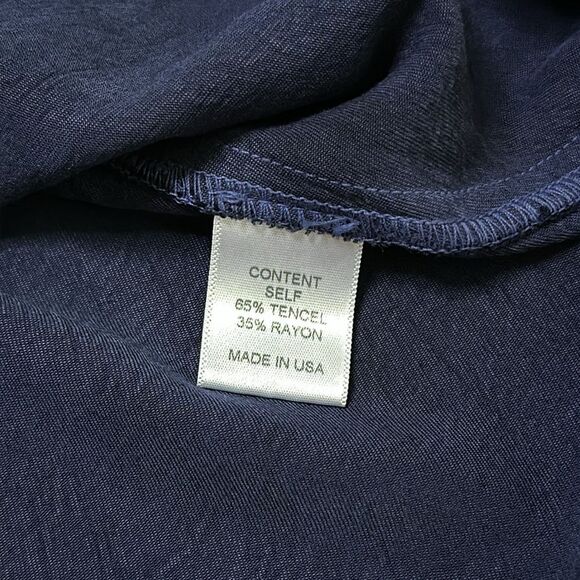 CONTENT
SELF
65% TENCEL
35% RAYON
MADE IN USA